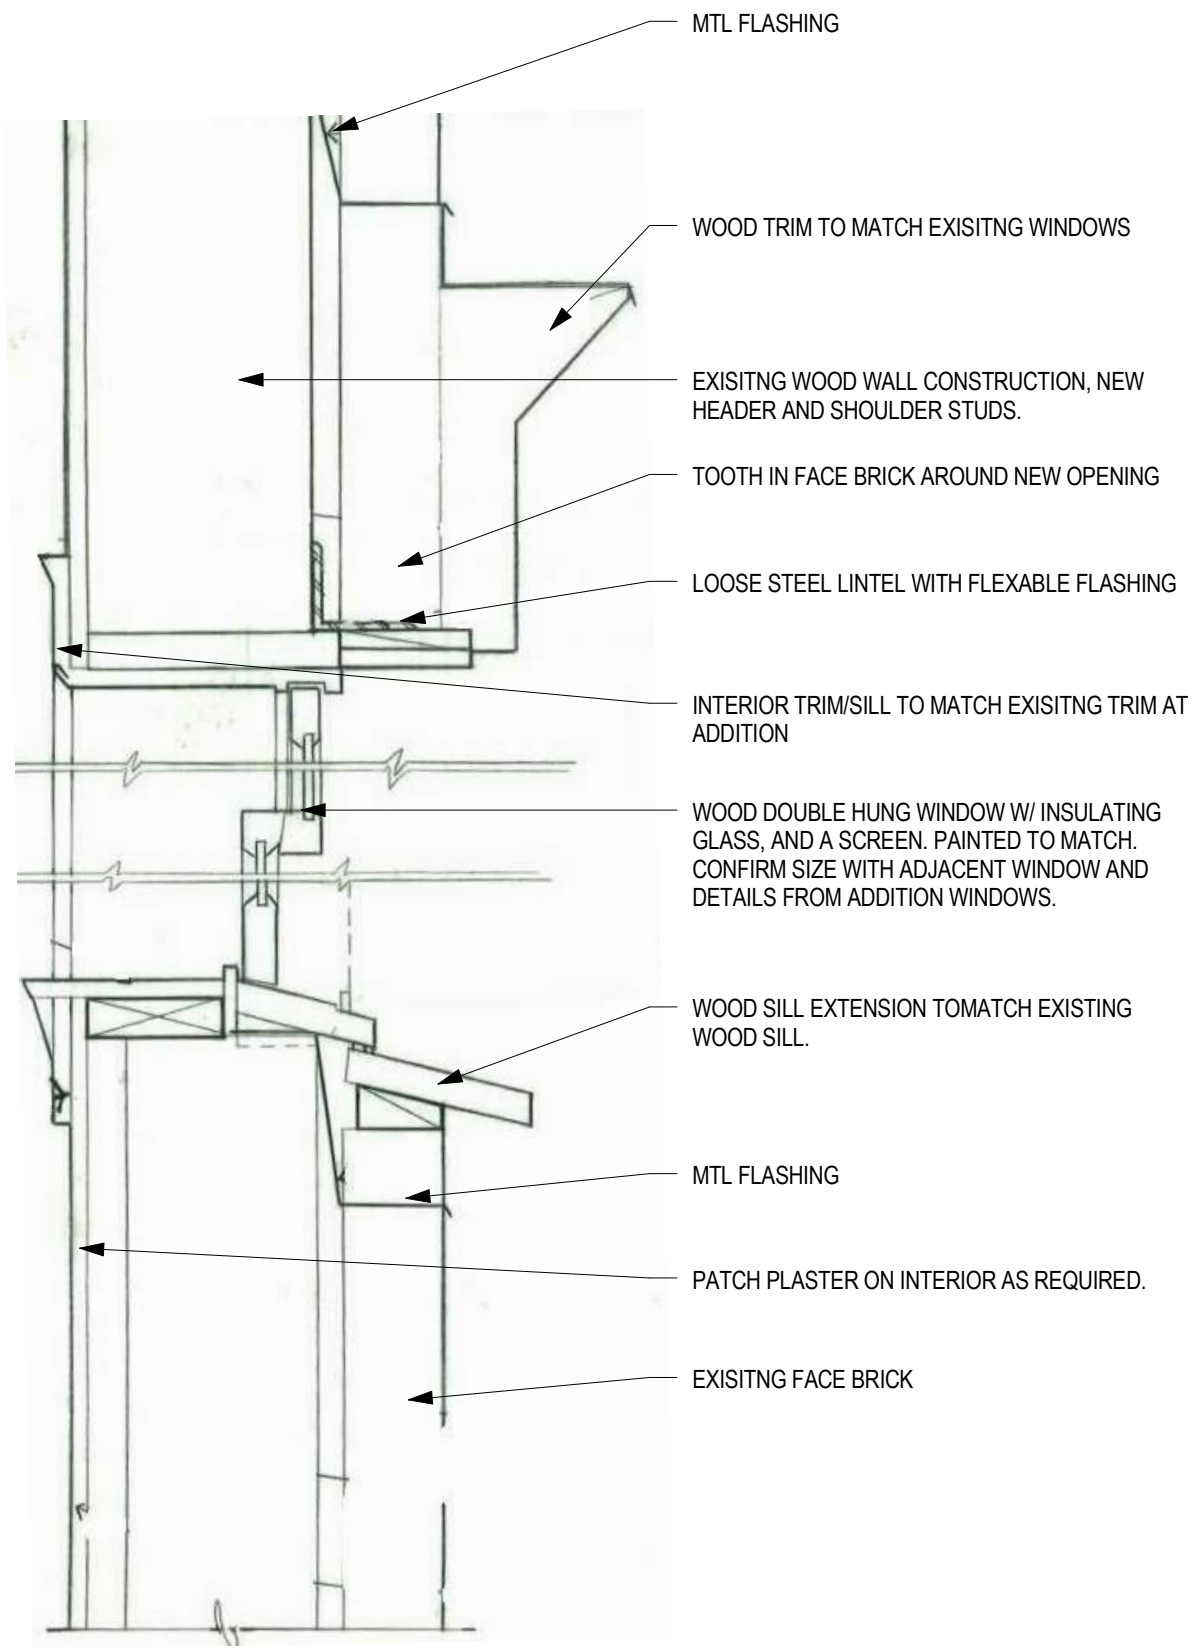 MTL FLASHING
WOOD TRIM TO MATCH EXISITNG WINDOWS
EXISITNG WOOD WALL CONSTRUCTION, NEW
HEADER AND SHOULDER STUDS.
TOOTH IN FACE BRICK AROUND NEW OPENING
LOOSE STEEL LINTEL WITH FLEXABLE FLASHING
INTERIOR TRIM/SILL TO MATCH EXISITNG TRIM AT
ADDITION
WOOD DOUBLE HUNG WINDOW W/ INSULATING
GLASS, AND A SCREEN. PAINTED TO MATCH.
CONFIRM SIZE WITH ADJACENT WINDOW AND
DETAILS FROM ADDITION WINDOWS.
WOOD SILL EXTENSION TOMATCH EXISTING
WOOD SILL.
MTL FLASHING
PATCH PLASTER ON INTERIOR AS REQUIRED.
EXISITNG FACE BRICK